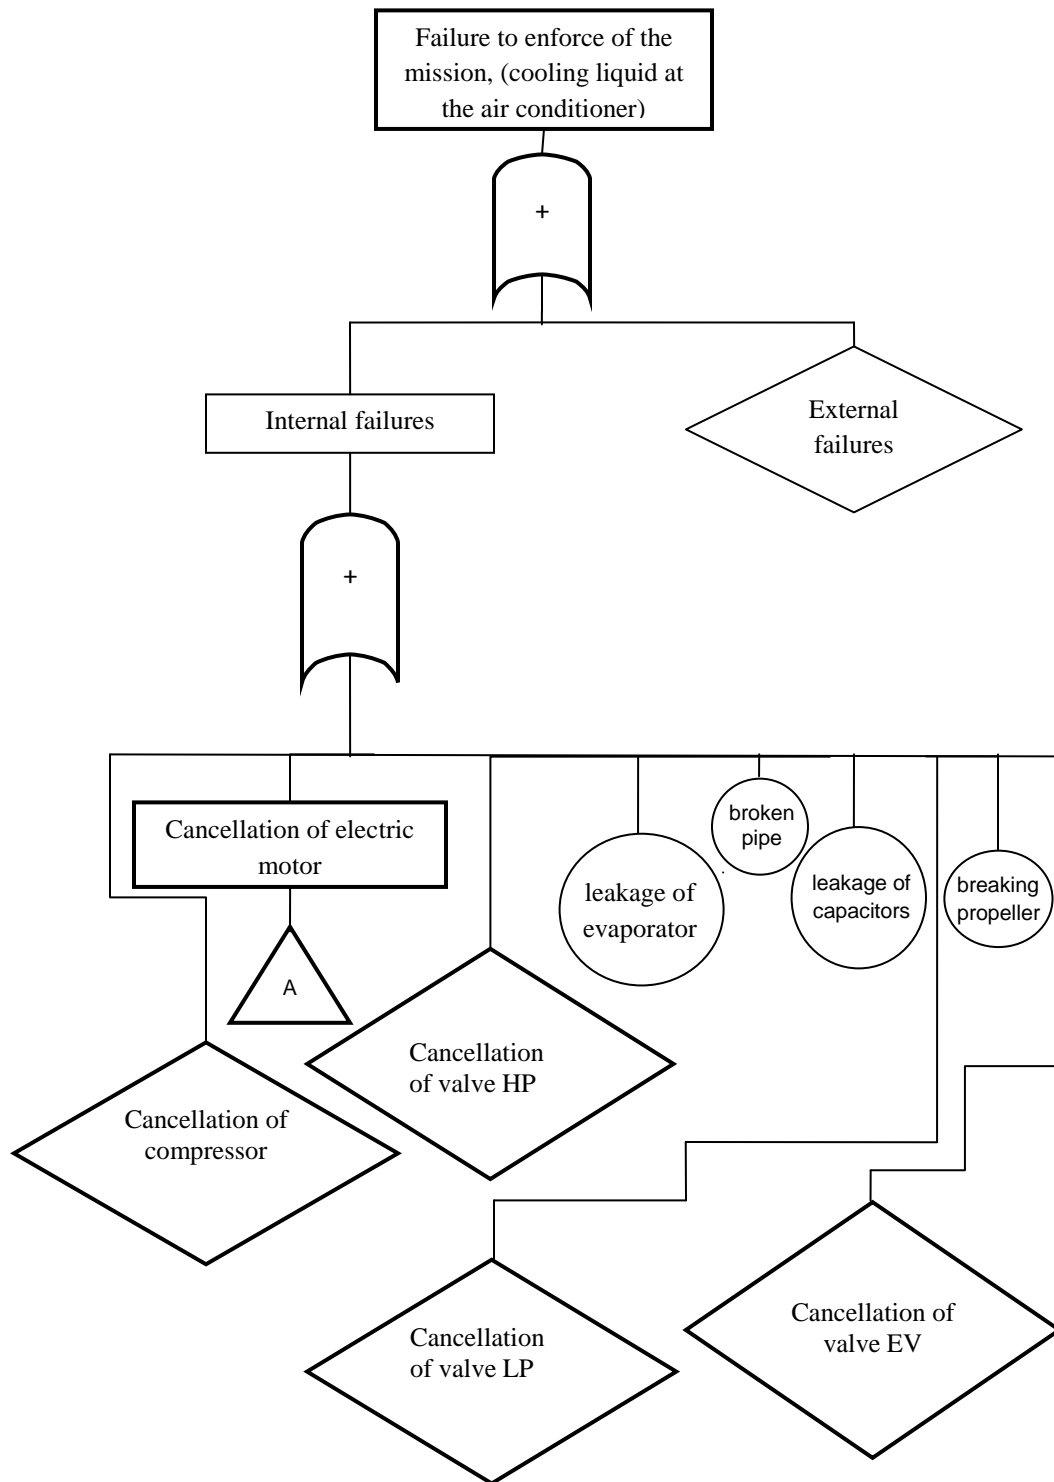 Failure to enforce of the
mission, (cooling liquid at
the air conditioner)
+
Internal failures
External
failures
+
Cancellation of electric
motor
A
broken
pipe
leakage of
evaporator
leakage of
capacitors
breaking
propeller
Cancellation
of valve HP
Cancellation of
compressor
Cancellation
of valve LP
Cancellation of
valve EV